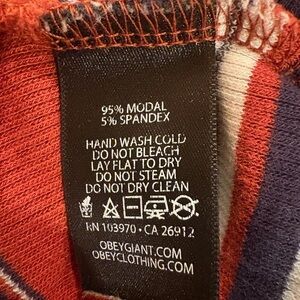 95% MODAL
5% SPANDEX
HAND WASH COLD
DO NOT BLEACH
LAY FLAT TO DRY
DO NOT STEAM
DO NOT DRY CLEAN
RN 103970 • CA 26912
OBEYGIANT.COM
OBEYCLOTHING.COM